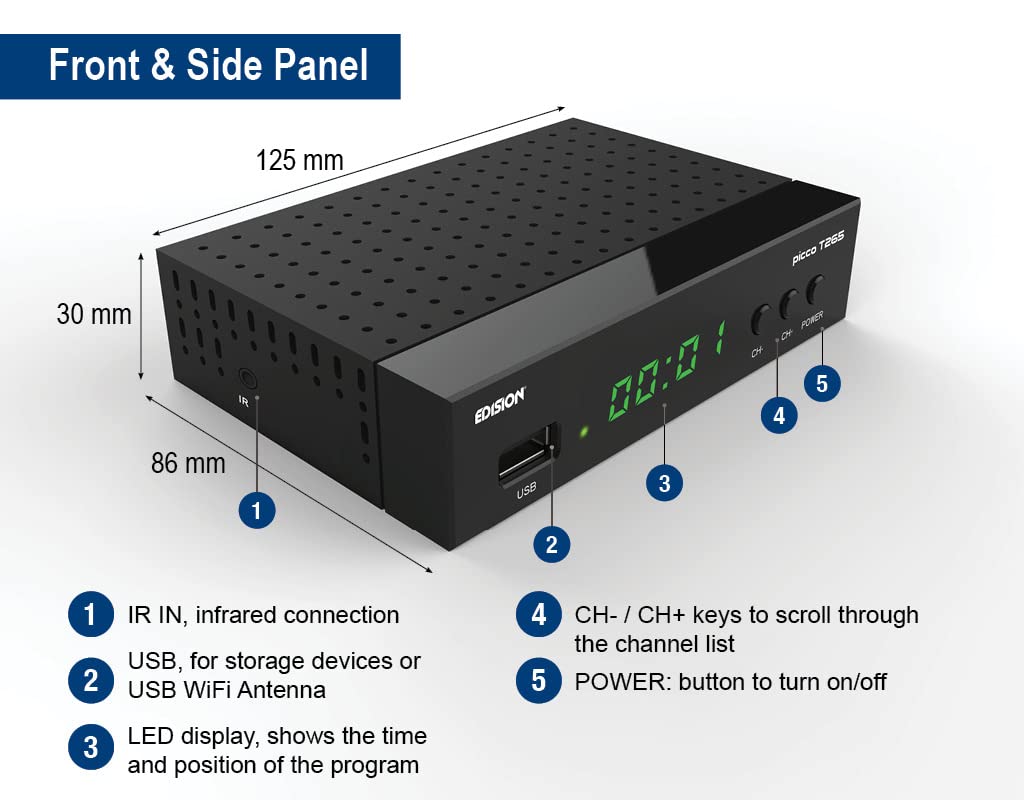 Front & Side Panel
125 mm
30 mm
86 mm
picco T265
CH-
CH+
POWER
00:01
EDISION
USB
IR
1
2
3
4
5
1 IR IN, infrared connection
2 USB, for storage devices or
USB WiFi Antenna
3 LED display, shows the time
and position of the program
4 CH- / CH+ keys to scroll through
the channel list
5 POWER: button to turn on/off